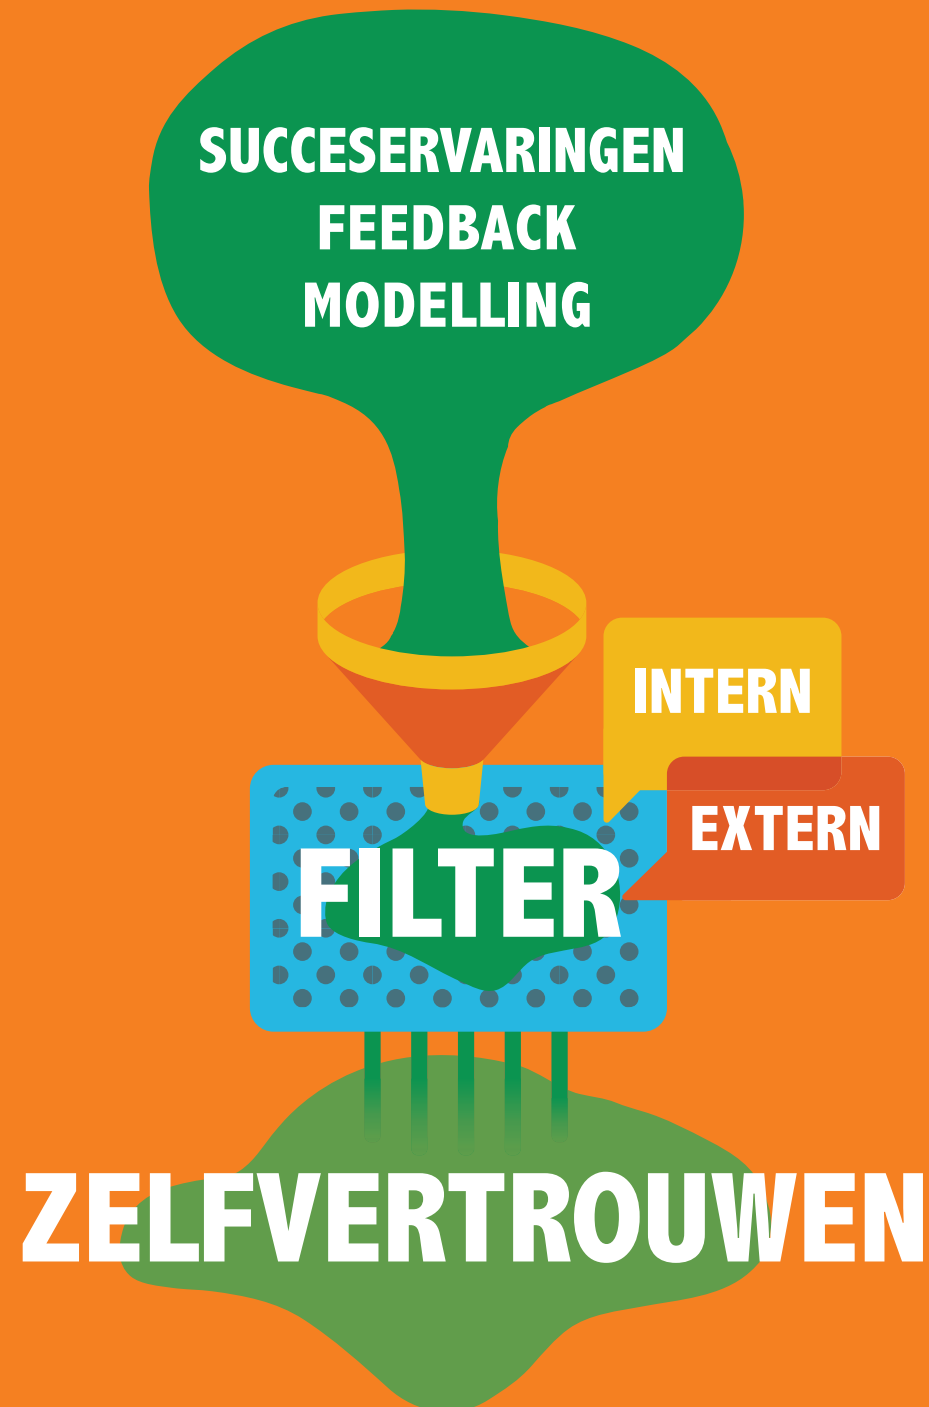 SUCCESERVARINGEN
FEEDBACK
MODELLING
INTERN
EXTERN
FILTER
ZELFVERTROUWEN